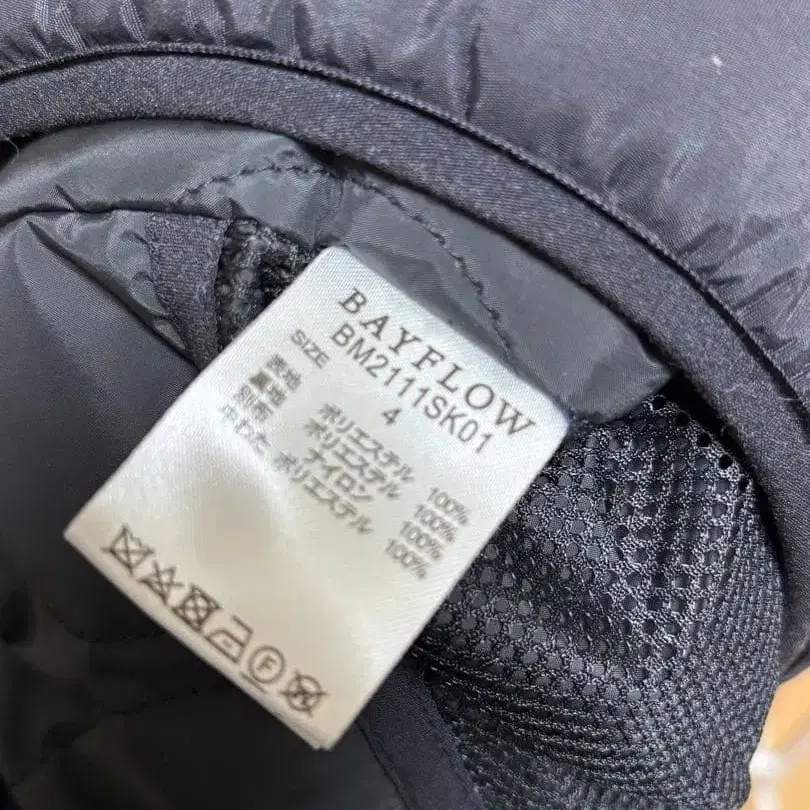 BAYFLOW
BM2111SK01
SIZE 4
表地 ポリエステル 100%
裏地 ポリエステル 100%
別布 ナイロン 100%
中わた ポリエステル 100%
F